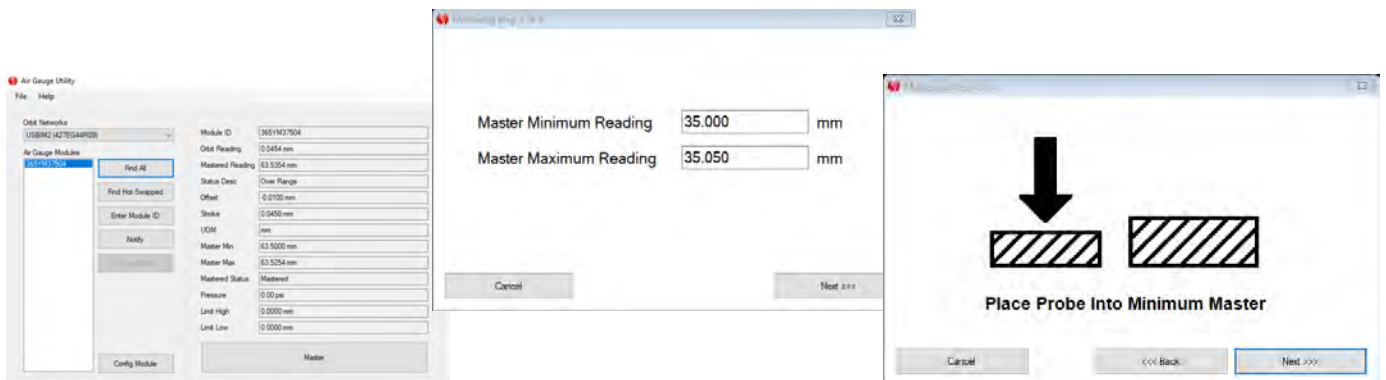 Air Gauge Utility
File Help
Orbit Networks
USBIM2 (427EG44R09)
Air Gauge Modules
365YM37504
Find All
Find Hot-Swapped
Enter Module ID
Notify
Config Module
Module ID 365YM37504
Orbit Reading 0.0454 mm
Mastered Reading 63.5354 mm
Status Desc Over Range
Offset -0.0100 mm
Stroke 0.0450 mm
UOM mm
Master Min 63.5000 mm
Master Max 63.5254 mm
Mastered Status Mastered
Pressure 0.00 psi
Limit High 0.0000 mm
Limit Low 0.0000 mm
Master
Master Minimum Reading 35.000 mm
Master Maximum Reading 35.050 mm
Cancel Next >>>
Place Probe Into Minimum Master
Cancel <<< Back Next >>>